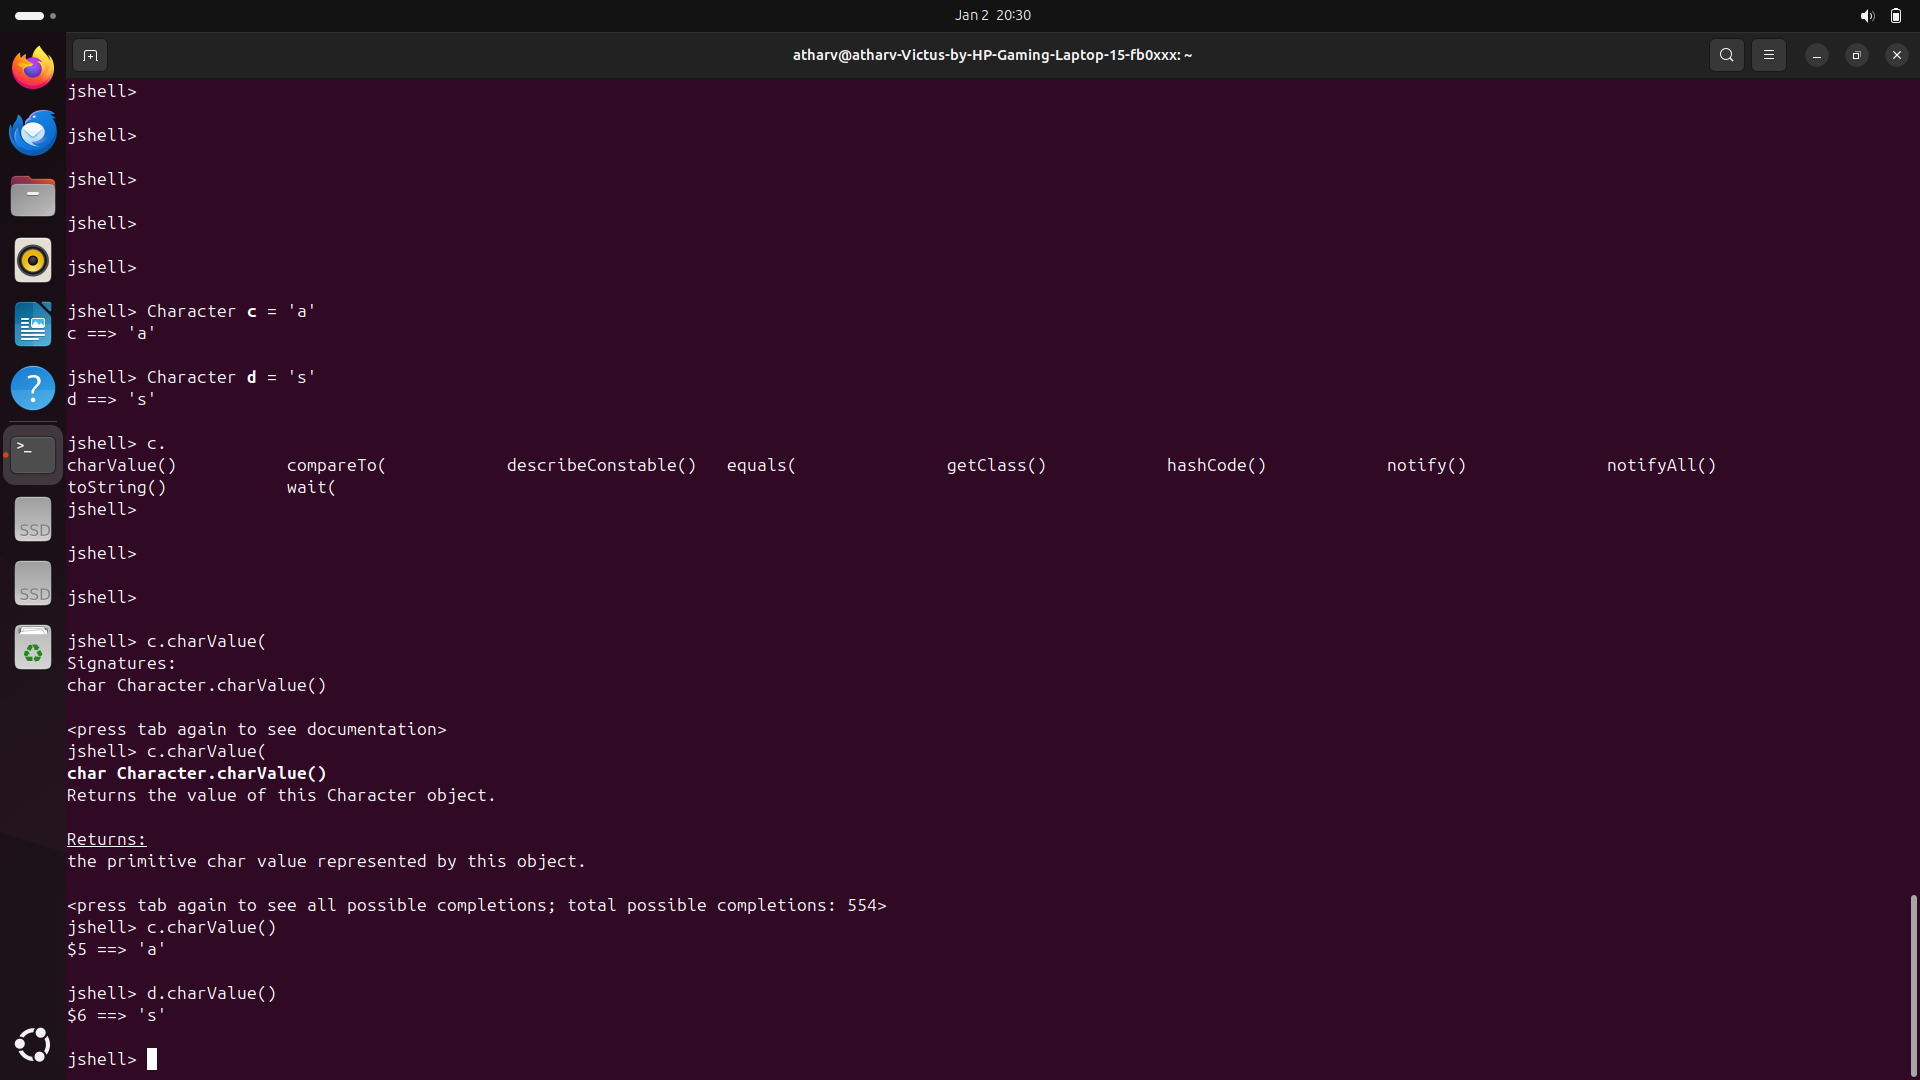 Jan 2 20:30
atharv@atharv-Victus-by-HP-Gaming-Laptop-15-fb0xxx: ~
jshell>
jshell>
jshell>
jshell>
jshell>
jshell> Character c = 'a'
c ==> 'a'
jshell> Character d = 's'
d ==> 's'
jshell> c.
charValue() compareTo( describeConstable() equals( getClass() hashCode() notify() notifyAll()
toString() wait(
jshell>
jshell>
jshell>
jshell> c.charValue(
Signatures:
char Character.charValue()
<press tab again to see documentation>
jshell> c.charValue(
char Character.charValue()
Returns the value of this Character object.
Returns:
the primitive char value represented by this object.
<press tab again to see all possible completions; total possible completions: 554>
jshell> c.charValue()
$5 ==> 'a'
jshell> d.charValue()
$6 ==> 's'
jshell>
?
>_
SSD
SSD